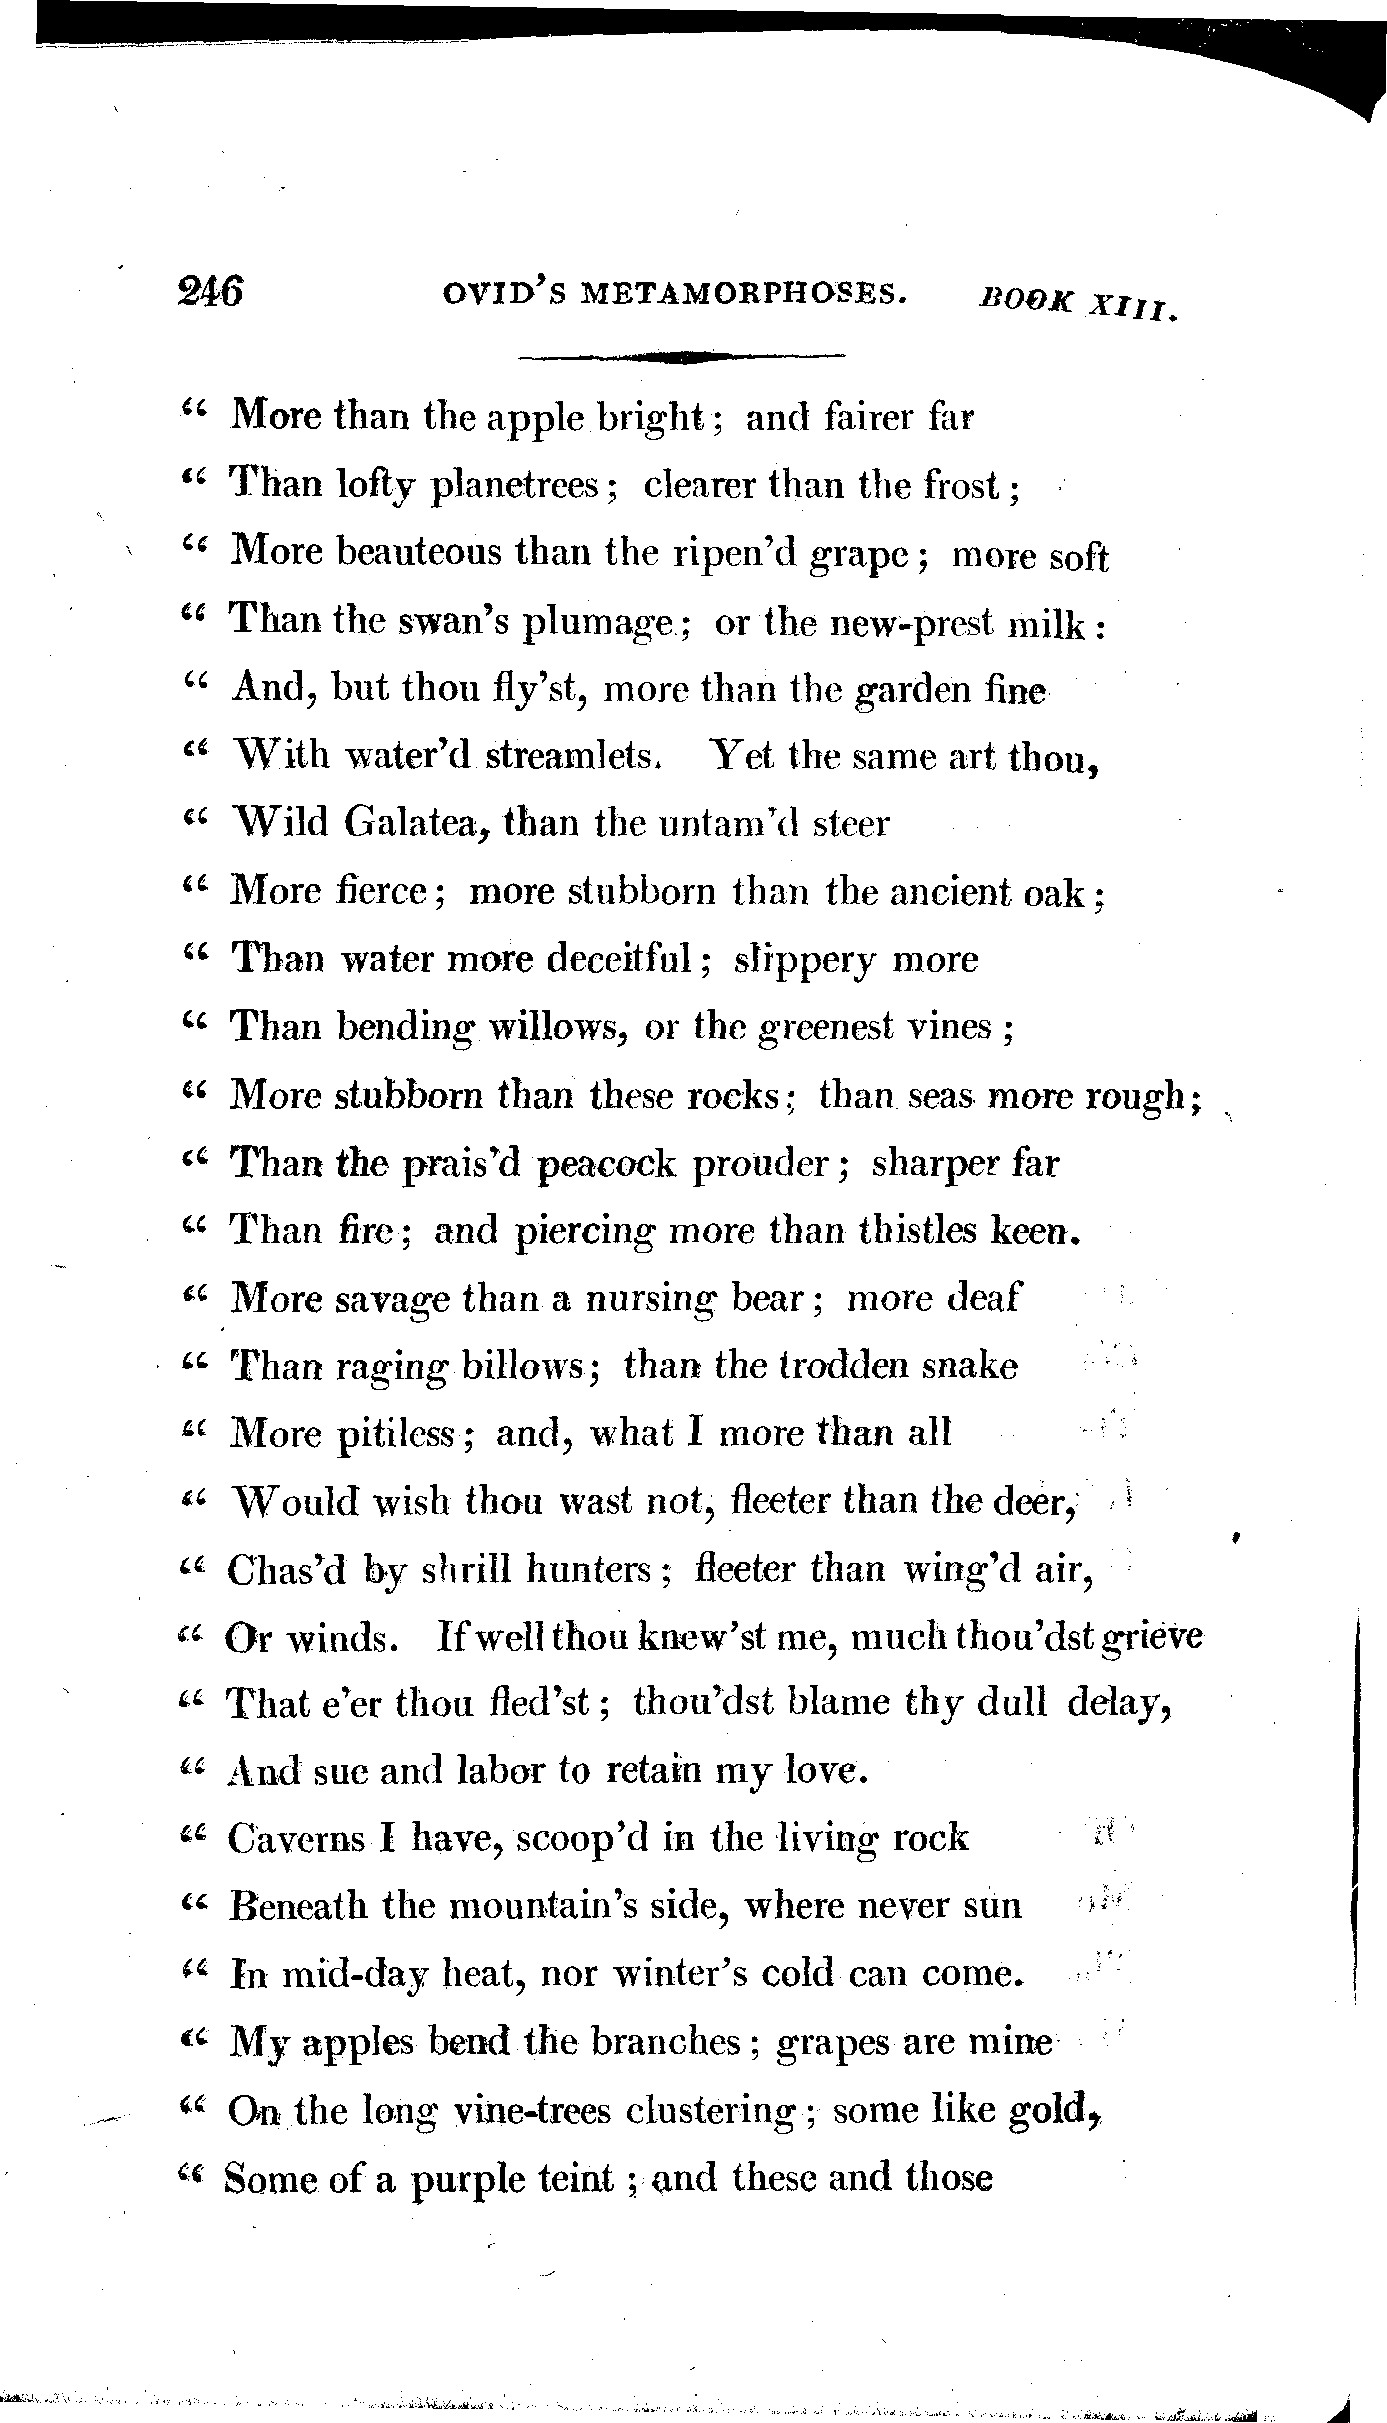 246 OVID'S METAMORPHOSES. BOOK XIII.
“ More than the apple bright; and fairer far
“ Than lofty planetrees; clearer than the frost;
“ More beauteous than the ripen'd grape; more soft
“ Than the swan's plumage; or the new-prest milk:
“ And, but thou fly'st, more than the garden fine
“ With water'd streamlets. Yet the same art thou,
“ Wild Galatea, than the untam'd steer
“ More fierce; more stubborn than the ancient oak;
“ Than water more deceitful; slippery more
“ Than bending willows, or the greenest vines;
“ More stubborn than these rocks; than seas more rough;
“ Than the prais'd peacock prouder; sharper far
“ Than fire; and piercing more than thistles keen.
“ More savage than a nursing bear; more deaf
“ Than raging billows; than the trodden snake
“ More pitiless; and, what I more than all
“ Would wish thou wast not, fleeter than the deer,
“ Chas'd by shrill hunters; fleeter than wing'd air,
“ Or winds. If well thou knew'st me, much thou'dst grieve
“ That e'er thou fled'st; thou'dst blame thy dull delay,
“ And sue and labor to retain my love.
“ Caverns I have, scoop'd in the living rock
“ Beneath the mountain's side, where never sun
“ In mid-day heat, nor winter's cold can come.
“ My apples bend the branches; grapes are mine
“ On the long vine-trees clustering; some like gold,
“ Some of a purple teint; and these and those